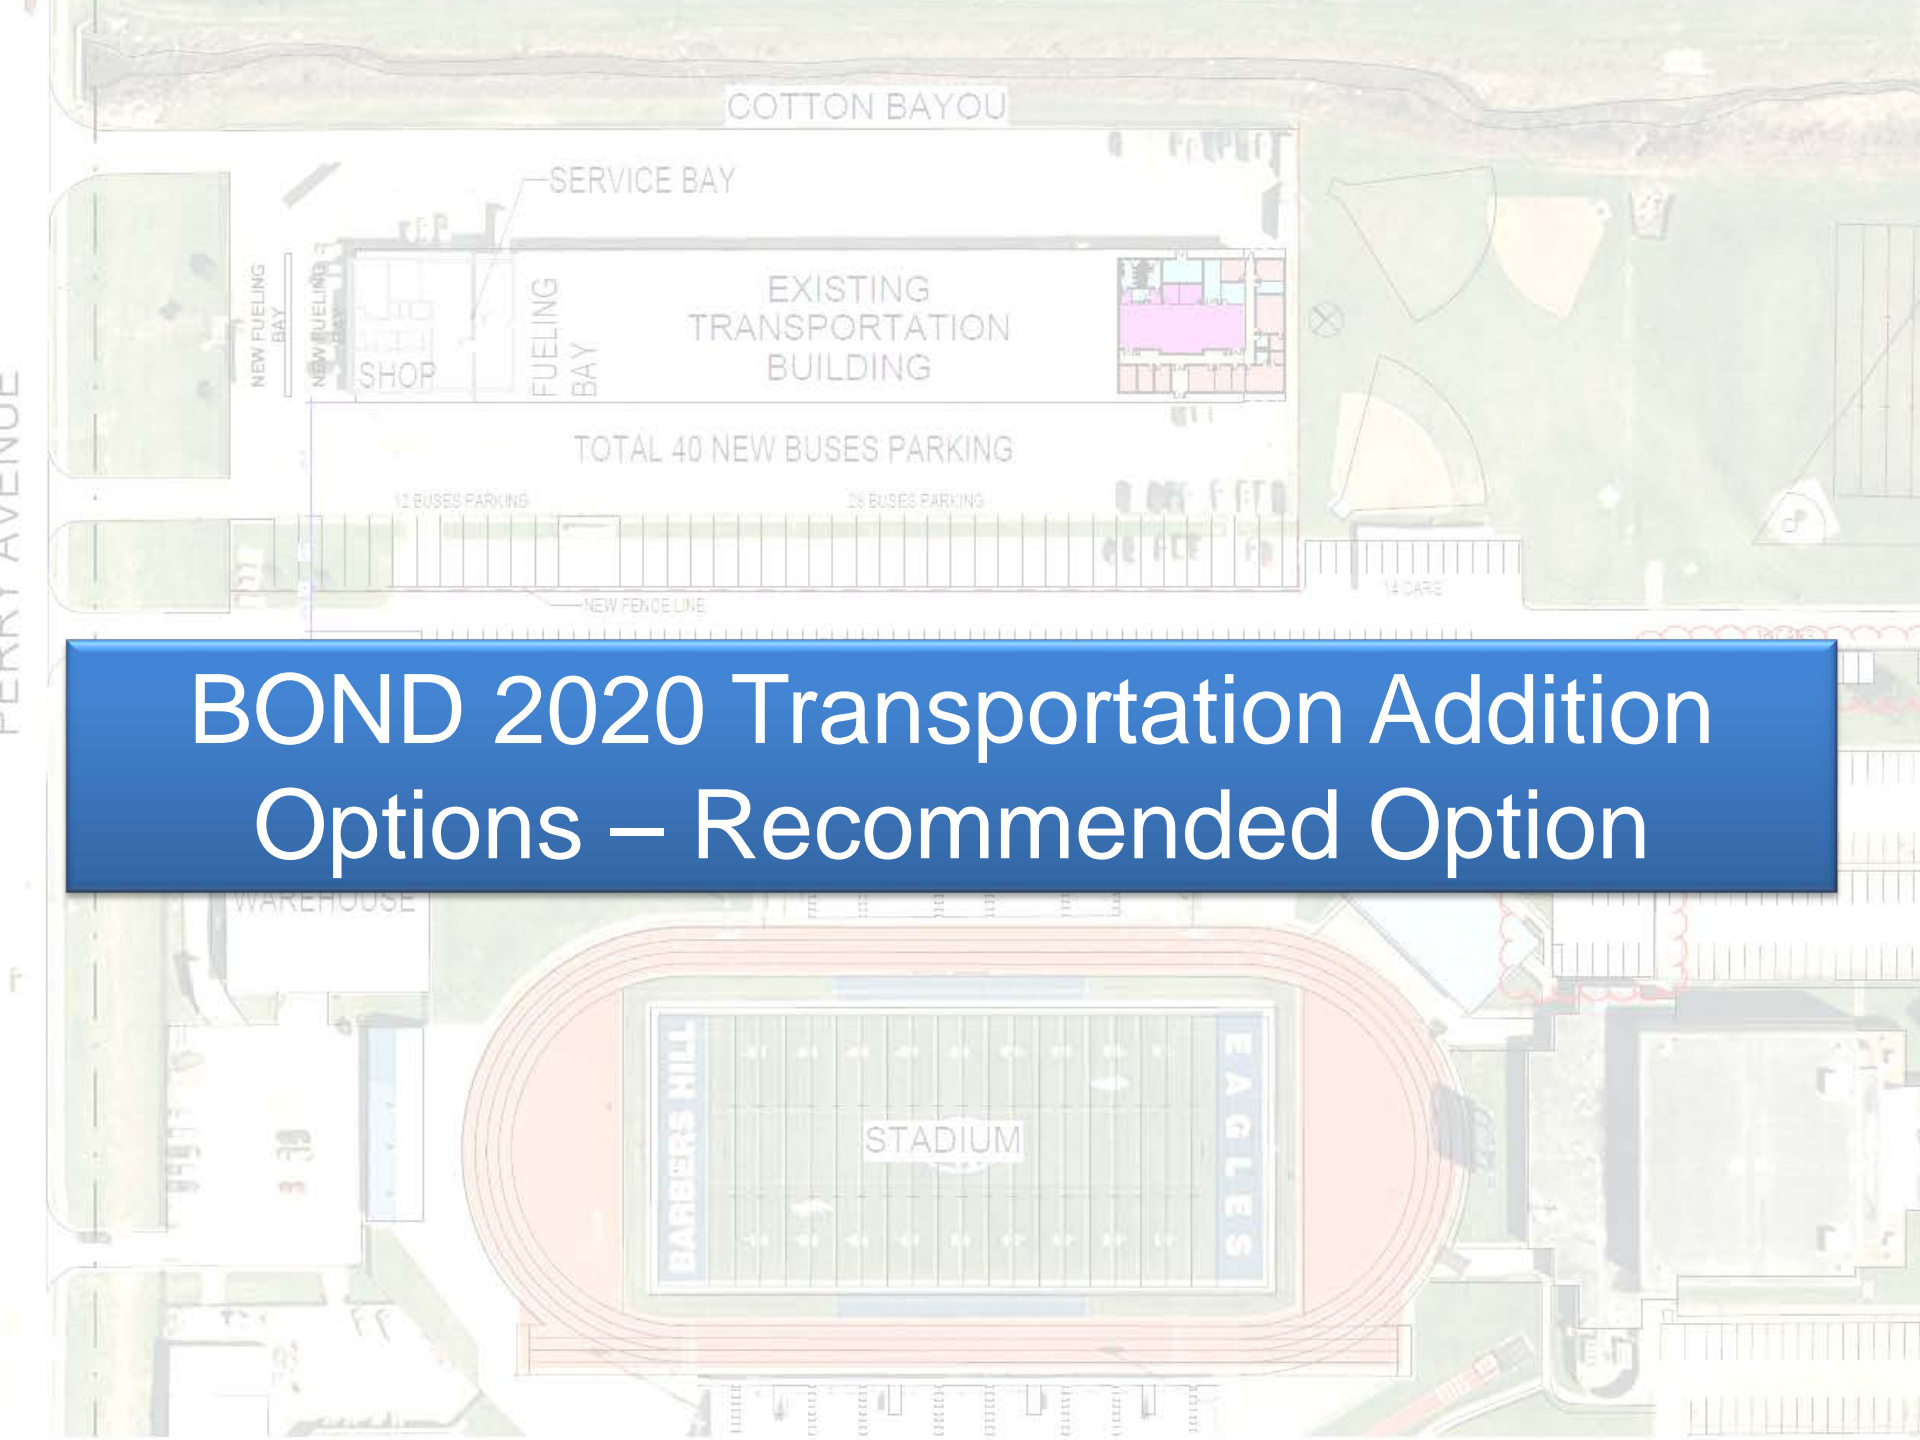 COTTON BAYOU
SERVICE BAY
NEW FUELING
BAY
NEW FUELING
BAY
SHOP
FUELING
BAY
EXISTING
TRANSPORTATION
BUILDING
TOTAL 40 NEW BUSES PARKING
12 BUSES PARKING
28 BUSES PARKING
14 CARS
NEW FENCE LINE
PERRY AVENUE
BOND 2020 Transportation Addition
Options – Recommended Option
WAREHOUSE
BARBERS HILL
STADIUM
EAGLES